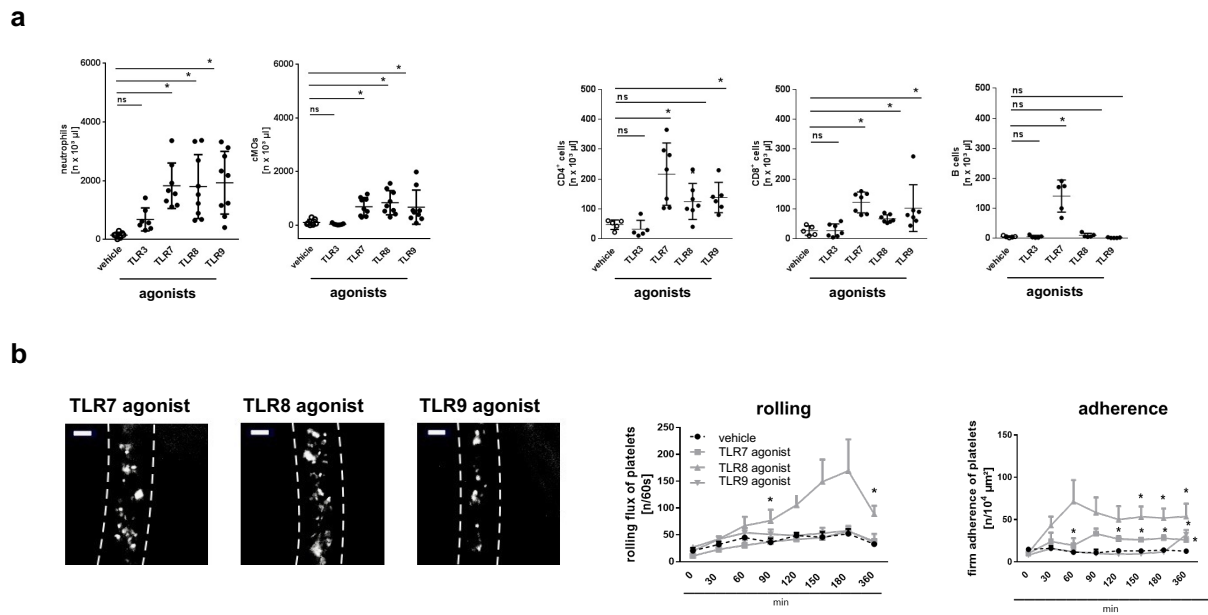 a
neutrophils
[n x 10³ µl]
6000
4000
2000
0
ns
*
*
*
vehicle
TLR3
TLR7
TLR8
TLR9
agonists
cMOs
[n x 10³ µl]
6000
4000
2000
0
ns
*
*
*
vehicle
TLR3
TLR7
TLR8
TLR9
agonists
CD4⁺ cells
[n x 10³ µl]
500
400
300
200
100
0
ns
*
ns
*
vehicle
TLR3
TLR7
TLR8
TLR9
agonists
CD8⁺ cells
[n x 10³ µl]
500
400
300
200
100
0
ns
*
*
*
vehicle
TLR3
TLR7
TLR8
TLR9
agonists
B cells
[n x 10³ µl]
500
400
300
200
100
0
ns
*
ns
ns
vehicle
TLR3
TLR7
TLR8
TLR9
agonists
b
TLR7 agonist
TLR8 agonist
TLR9 agonist
rolling
rolling flux of platelets
[n/60s]
250
200
150
100
50
0
vehicle
TLR7 agonist
TLR8 agonist
TLR9 agonist
*
*
0
30
60
90
120
150
180
360
min
adherence
firm adherence of platelets
[n/10⁴ µm²]
150
100
50
0
*
*
*
*
*
*
*
*
*
0
30
60
90
120
150
180
360
min